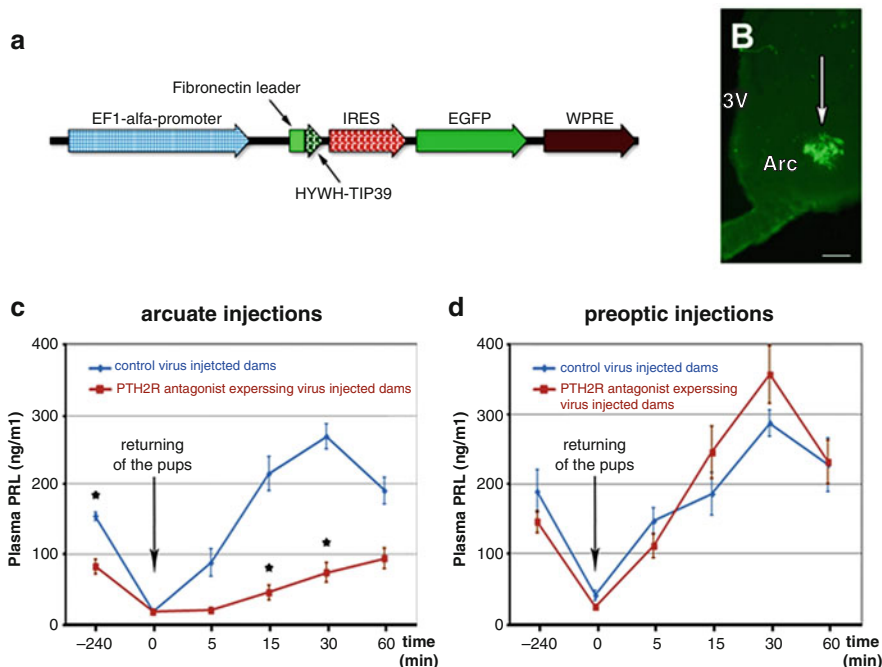 a
Fibronectin leader
EF1-alfa-promoter
IRES
EGFP
WPRE
HYWH-TIP39
B
3V
Arc
c
arcuate injections
Plasma PRL (ng/m1)
400
300
200
100
0
control virus injetcted dams
PTH2R antagonist experssing virus injected dams
returning
of the pups
–240
0
5
15
30
60
time
(min)
d
preoptic injections
Plasma PRL (ng/m1)
400
300
200
100
0
control virus injected dams
PTH2R antagonist experssing
virus injected dams
returning
of the pups
–240
0
5
15
30
60
time
(min)